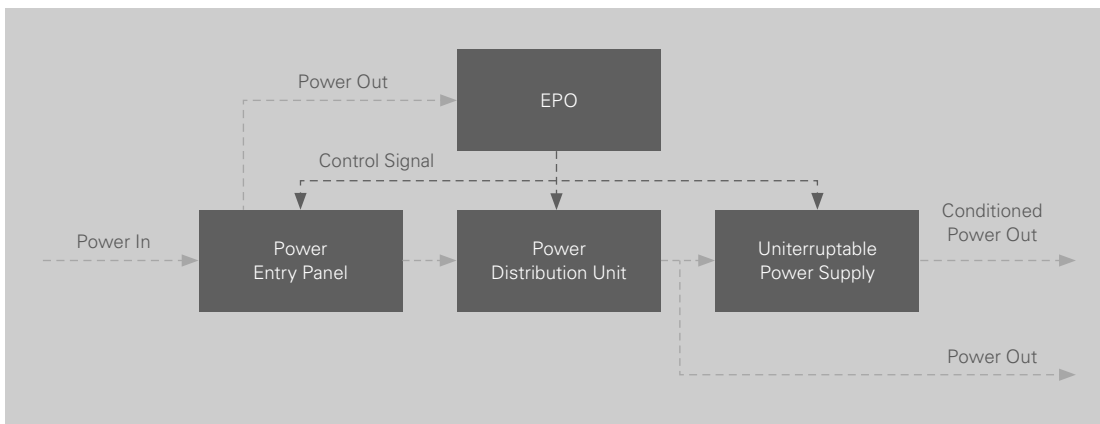 Power Out
EPO
Control Signal
Power In
Power
Entry Panel
Power
Distribution Unit
Uniterruptable
Power Supply
Conditioned
Power Out
Power Out